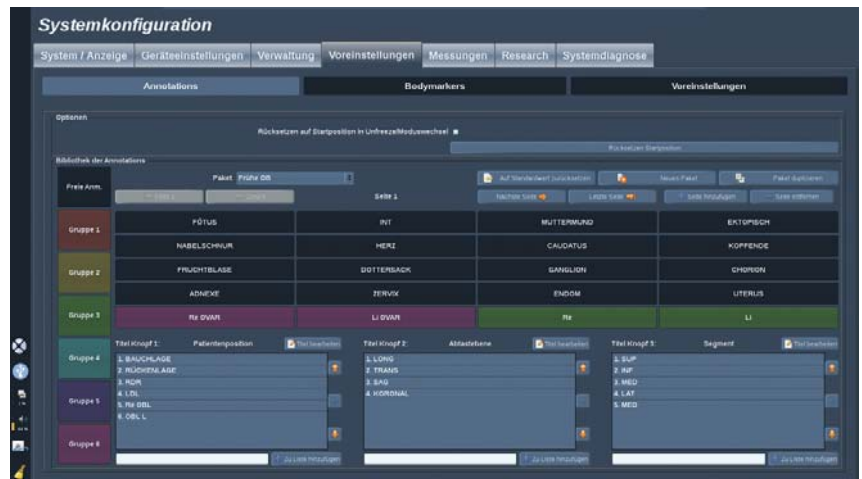 Systemkonfiguration
System / Anzeige Geräteeinstellungen Verwaltung Voreinstellungen Messungen Research Systemdiagnose
Annotations Bodymarkers Voreinstellungen
Optionen
Rücksetzen auf Startposition in Unfreeze/Moduswechsel
Rücksetzen Startposition
Bibliothek der Annotations
Freie Anm. Paket Frühe GB Auf Standardwert zurücksetzen Neues Paket Paket duplizieren
Seite 1 Nächste Seite Letzte Seite Seite hinzufügen Seite entfernen
Gruppe 1 FÖTUS INT MUTTERMUND EKTOPISCH
NABELSCHNUR HERZ CAUDATUS KOPFENDE
Gruppe 2 FRUCHTBLASE DOTTERSACK GANGLION CHORION
ADNEXE ZERVIX ENDOM UTERUS
Gruppe 3 Re OVAR Li OVAR Re Li
Titel Knopf 1: Patientenposition Titel bearbeiten Titel Knopf 2: Abtastebene Titel bearbeiten Titel Knopf 3: Segment Titel bearbeiten
Gruppe 4 1. BAUCHLAGE 1. LONG 1. SUP
2. RÜCKENLAGE 2. TRANS 2. INF
3. RDR 3. SAG 3. MED
4. LDL 4. KORONAL 4. LAT
Gruppe 5 5. Re OBL 5. MED
6. OBL L
Gruppe 6
Zu Liste hinzufügen Zu Liste hinzufügen Zu Liste hinzufügen